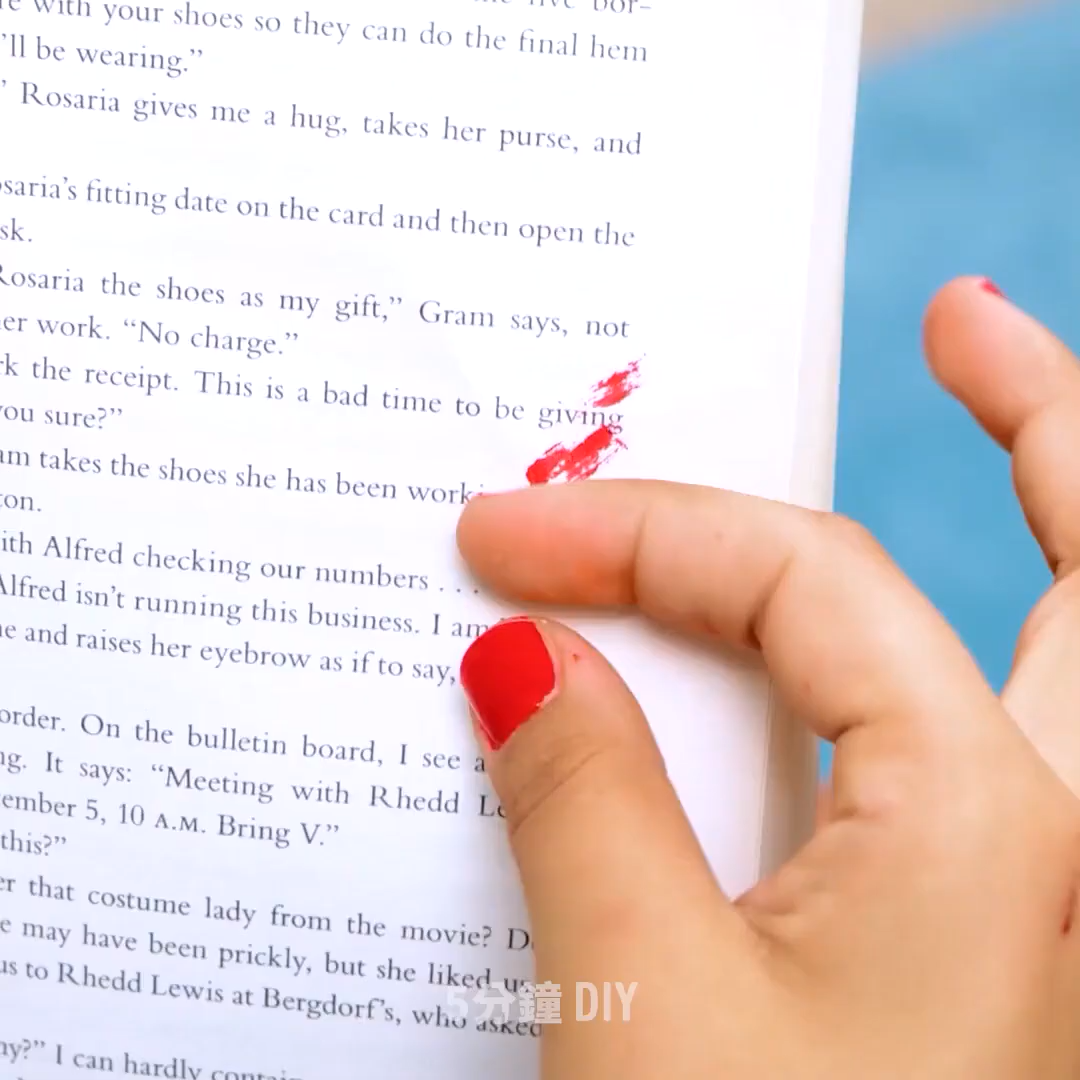 with your shoes so they can do the final hem
'll be wearing.”
” Rosaria gives me a hug, takes her purse, and
saria’s fitting date on the card and then open the
sk.
Rosaria the shoes as my gift,” Gram says, not
er work. “No charge.”
k the receipt. This is a bad time to be giving
you sure?”
am takes the shoes she has been work
on.
ith Alfred checking our numbers . . .
Alfred isn’t running this business. I am
e and raises her eyebrow as if to say,
order. On the bulletin board, I see a
ng. It says: “Meeting with Rhedd Le
ember 5, 10 A.M. Bring V.”
this?”
er that costume lady from the movie? D
e may have been prickly, but she liked us
us to Rhedd Lewis at Bergdorf’s, who asked
ny?” I can hardly
5分鐘 DIY